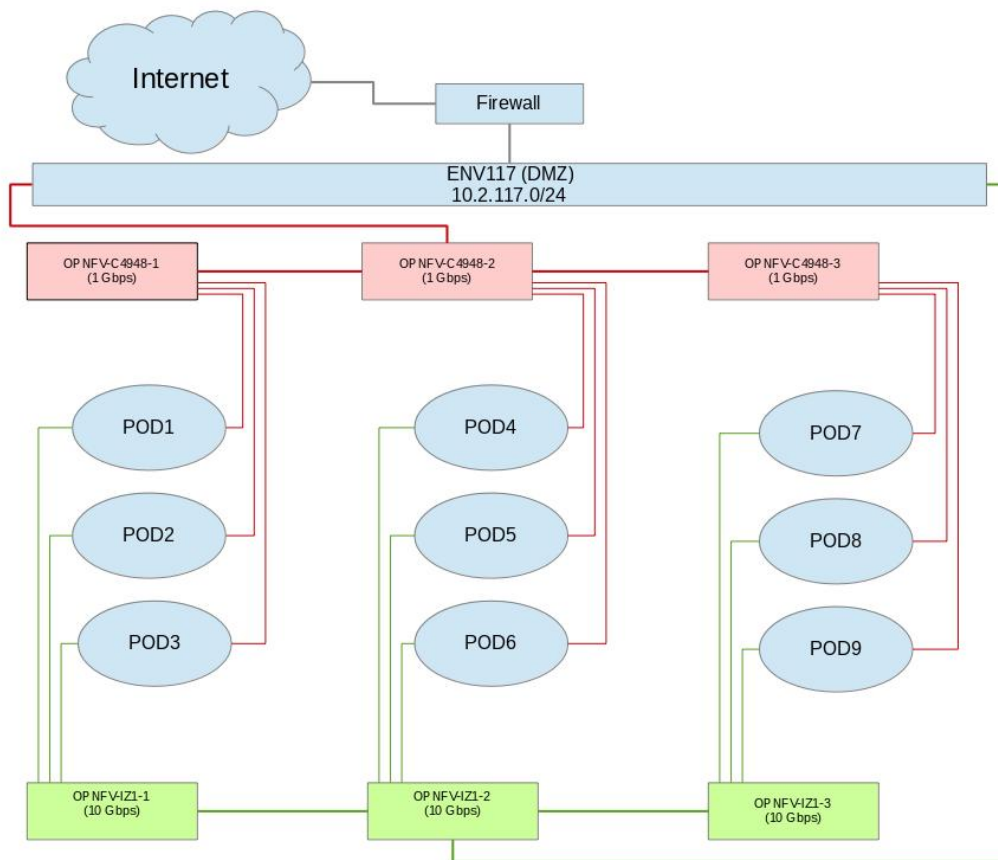 Internet
Firewall
ENV117 (DMZ)
10.2.117.0/24
OPNFV-C4948-1
(1 Gbps)
OPNFV-C4948-2
(1 Gbps)
OPNFV-C4948-3
(1 Gbps)
POD1
POD4
POD7
POD2
POD5
POD8
POD3
POD6
POD9
OPNFV-IZ1-1
(10 Gbps)
OPNFV-IZ1-2
(10 Gbps)
OPNFV-IZ1-3
(10 Gbps)